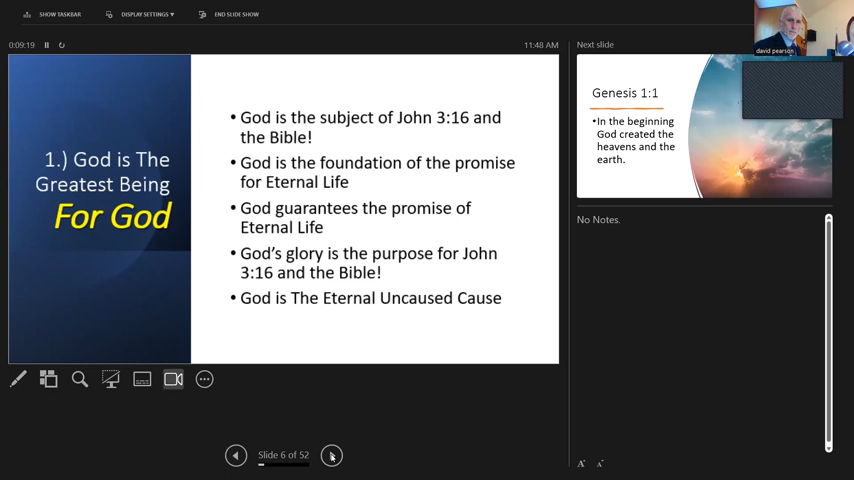 SHOW TASKBAR
DISPLAY SETTINGS ▼
END SLIDE SHOW
0:09:19
11:48 AM
Next slide
david pearson
1.) God is The
Greatest Being
For God
• God is the subject of John 3:16 and
the Bible!
• God is the foundation of the promise
for Eternal Life
• God guarantees the promise of
Eternal Life
• God's glory is the purpose for John
3:16 and the Bible!
• God is The Eternal Uncaused Cause
Genesis 1:1
•In the beginning
God created the
heavens and the
earth.
No Notes.
Slide 6 of 52
A A